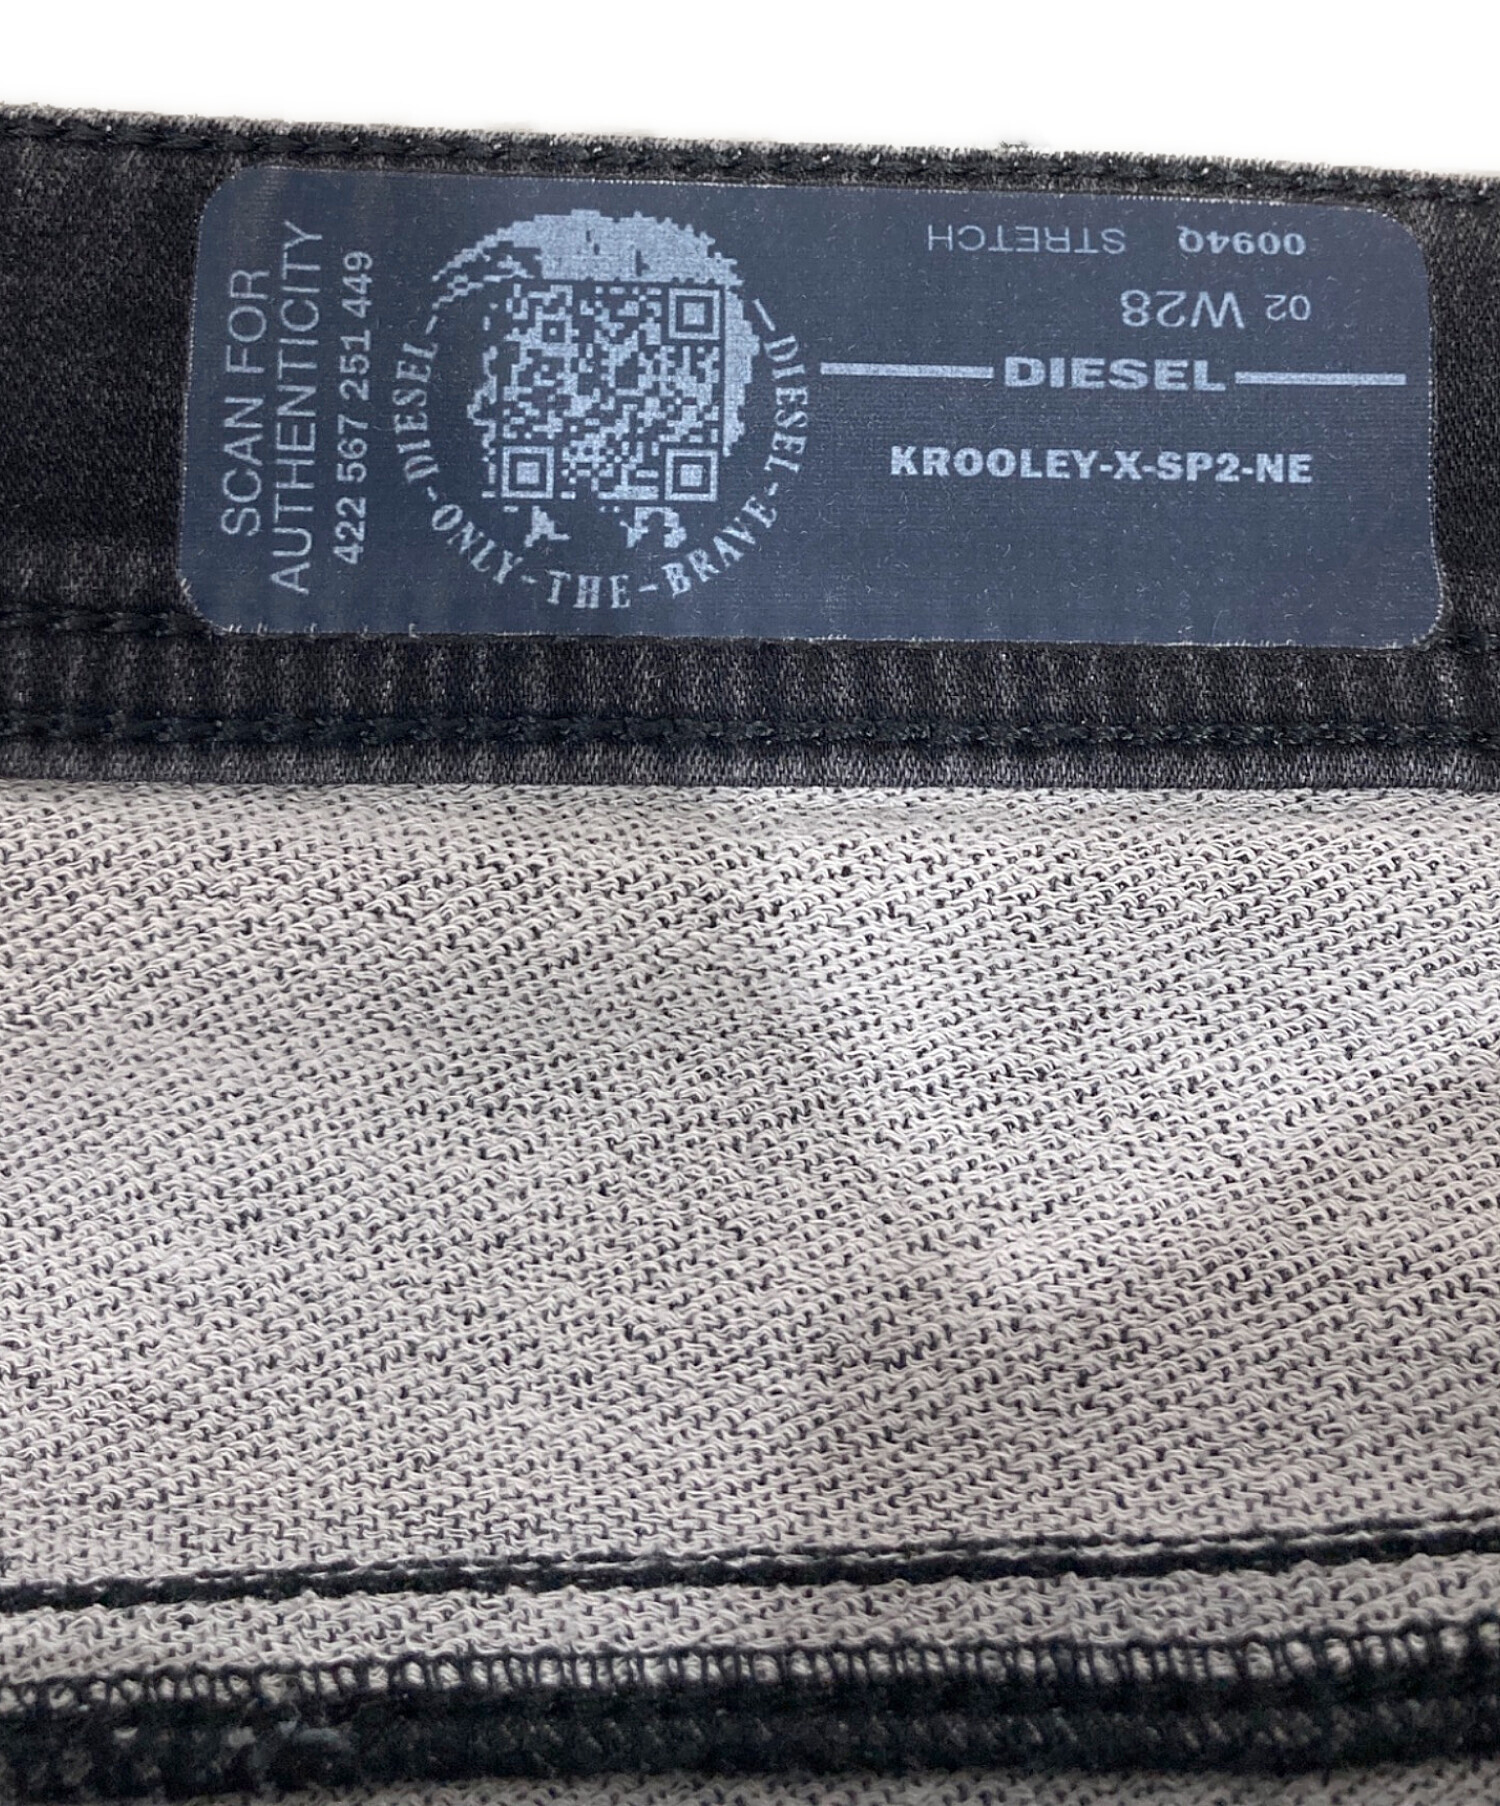 SCAN FOR
AUTHENTICITY
422 567 251 449
DIESEL-ONLY-THE-BRAVE-DIESEL
0094Q STRETCH
02 W28
DIESEL
KROOLEY-X-SP2-NE